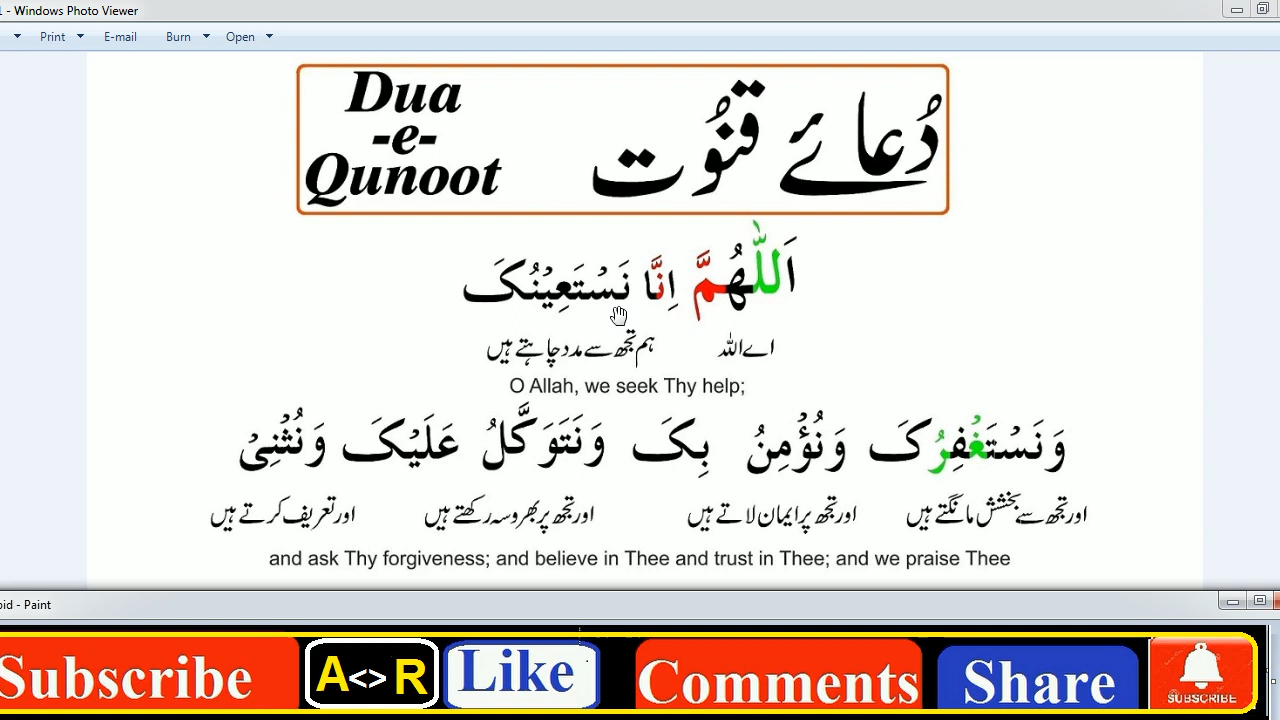 - Windows Photo Viewer
Print E-mail Burn Open
Dua
-e-
Qunoot
دُعائے قنُوت
اَللّٰهُمَّ اِنَّا نَسْتَعِيْنُکَ
اے اللہ ہم تجھ سے مدد چاہتے ہیں
O Allah, we seek Thy help;
وَنَسْتَغْفِرُکَ وَنُؤْمِنُ بِکَ وَنَتَوَکَّلُ عَلَيْکَ وَنُثْنِیْ
اور تجھ سے بخشش مانگتے ہیں اور تجھ پر ایمان لاتے ہیں اور تجھ پر بھروسہ رکھتے ہیں اور تعریف کرتے ہیں
and ask Thy forgiveness; and believe in Thee and trust in Thee; and we praise Thee
oid - Paint
Subscribe A<>R Like Comments Share SUBSCRIBE